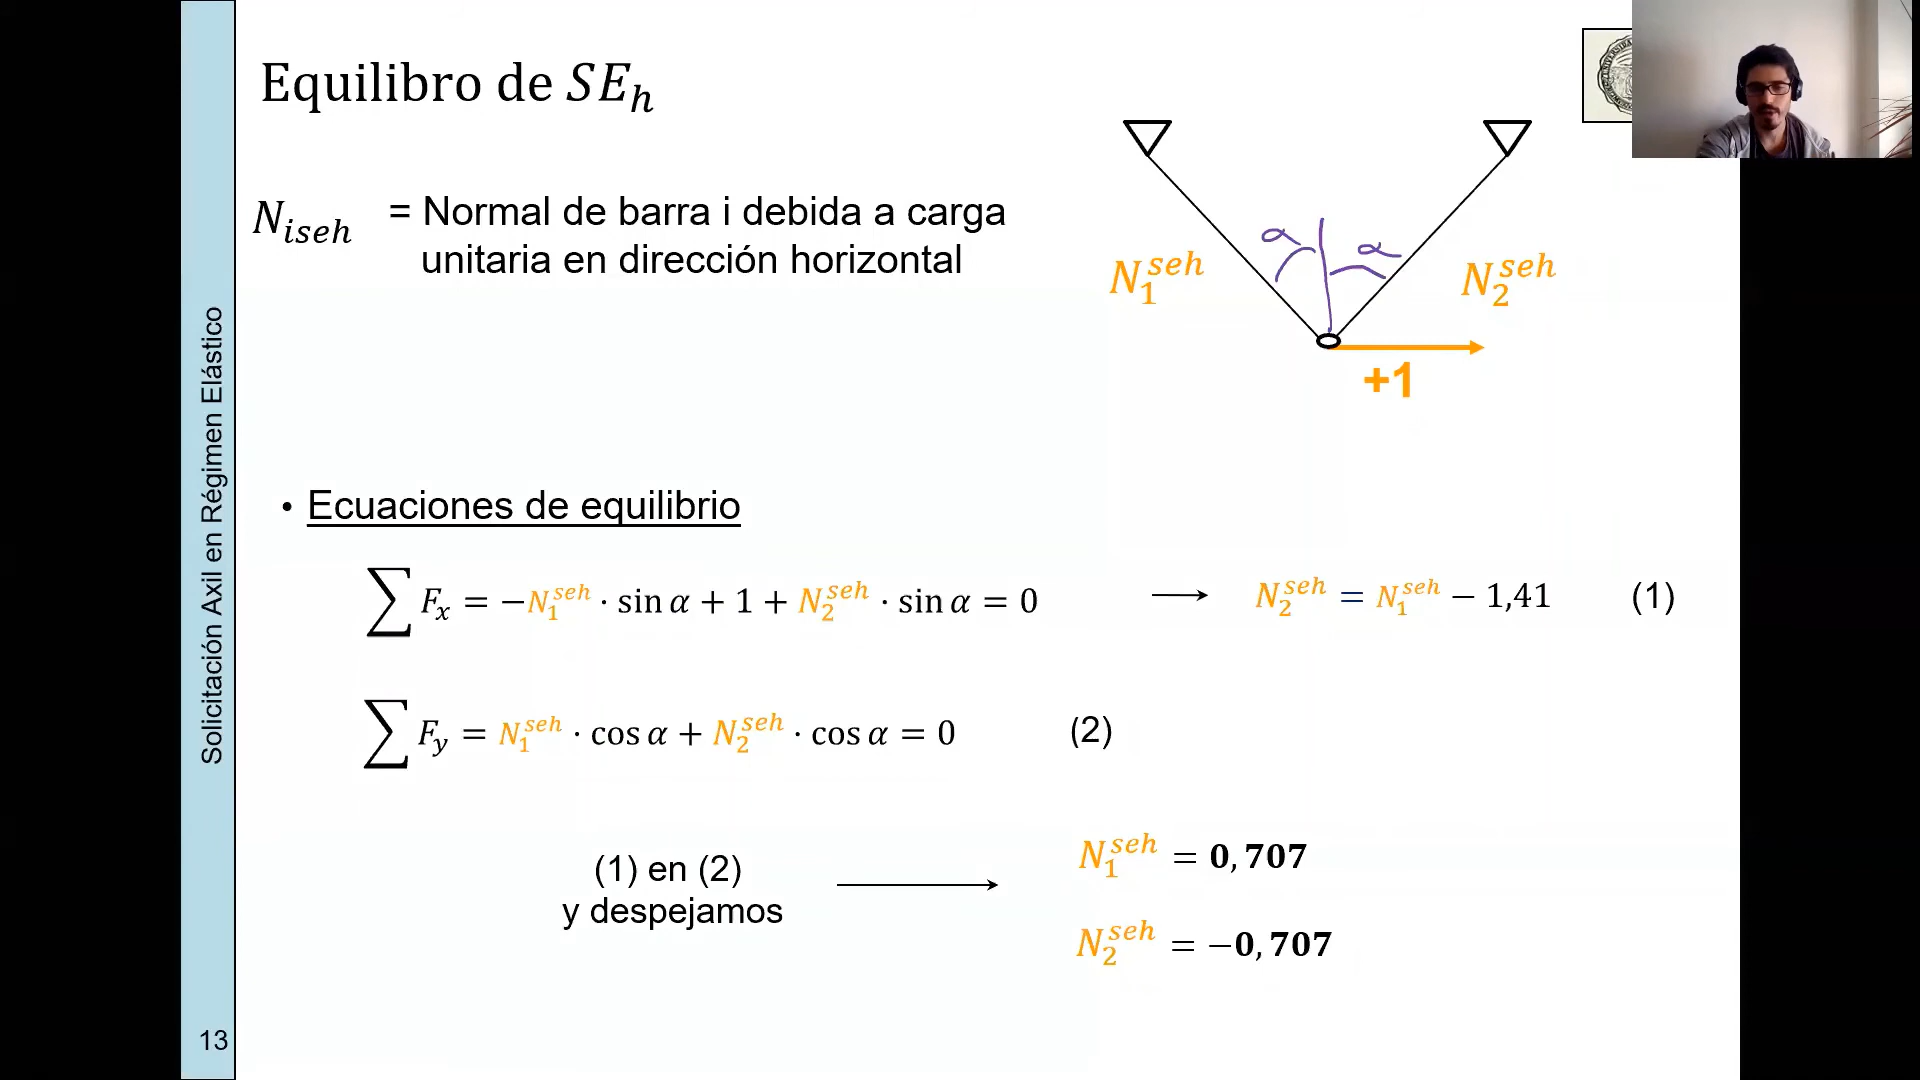 Equilibro de SE_h
N_{iseh} = Normal de barra i debida a carga
unitaria en dirección horizontal
α α
N_1^{seh} N_2^{seh}
+1
Solicitación Axil en Régimen Elástico
• Ecuaciones de equilibrio
∑ F_x = −N_1^{seh} · sin α + 1 + N_2^{seh} · sin α = 0 → N_2^{seh} = N_1^{seh} − 1,41 (1)
∑ F_y = N_1^{seh} · cos α + N_2^{seh} · cos α = 0 (2)
(1) en (2)
y despejamos
N_1^{seh} = 0,707
N_2^{seh} = −0,707
13